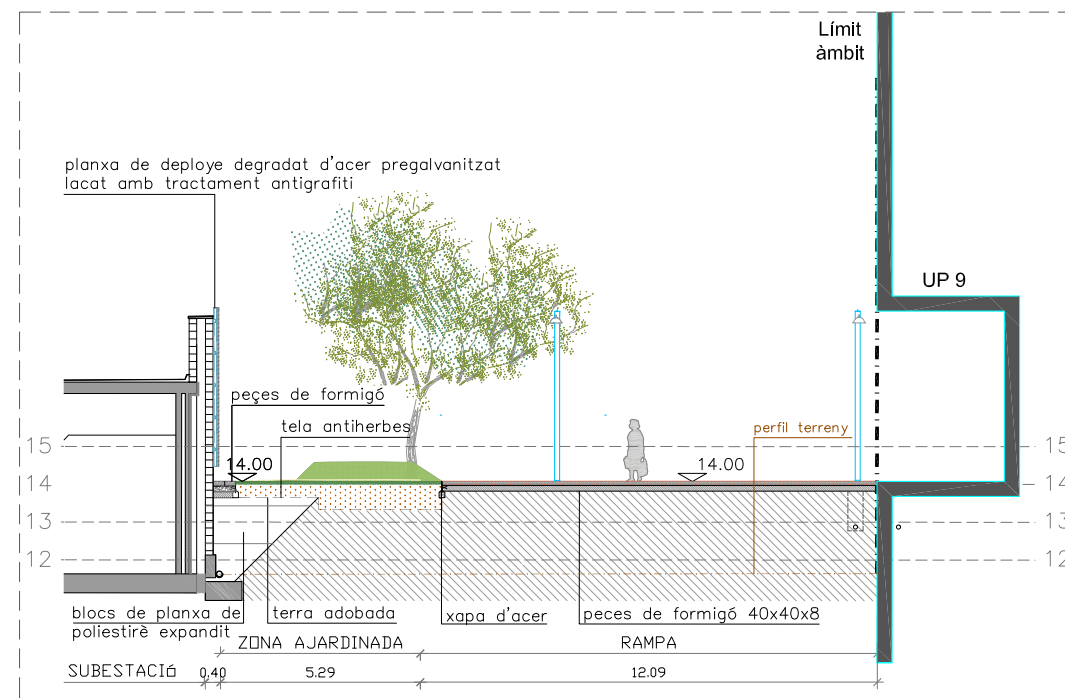 Límit
àmbit
UP 9
planxa de deploye degradat d'acer pregalvanitzat
lacat amb tractament antigrafiti
peçes de formigó
tela antiherbes
perfil terreny
15
15
14.00
14.00
14
14
13
13
12
12
blocs de planxa de
poliestirè expandit
terra adobada
xapa d'acer
peces de formigó 40x40x8
ZONA AJARDINADA
RAMPA
SUBESTACIó
0.40
5.29
12.09